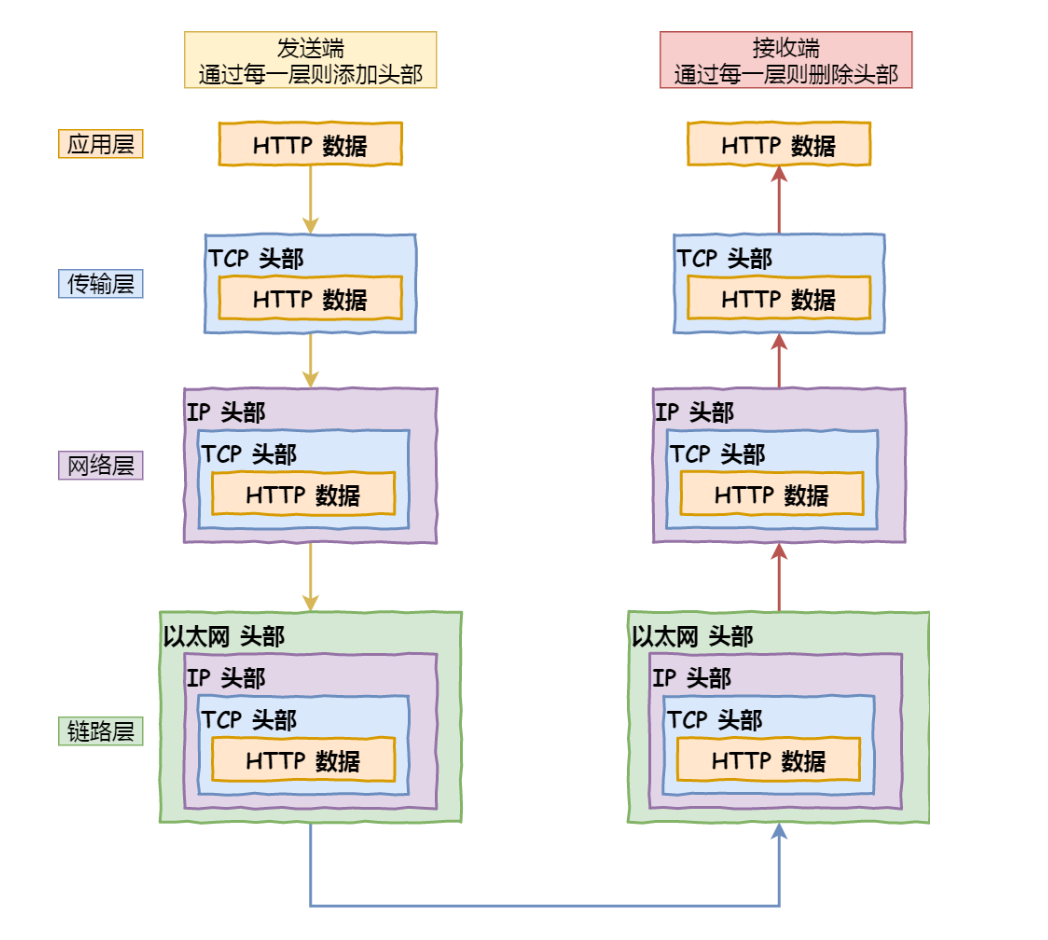 发送端
通过每一层则添加头部
接收端
通过每一层则删除头部
应用层
HTTP 数据
HTTP 数据
传输层
TCP 头部
HTTP 数据
TCP 头部
HTTP 数据
网络层
IP 头部
TCP 头部
HTTP 数据
IP 头部
TCP 头部
HTTP 数据
链路层
以太网 头部
IP 头部
TCP 头部
HTTP 数据
以太网 头部
IP 头部
TCP 头部
HTTP 数据